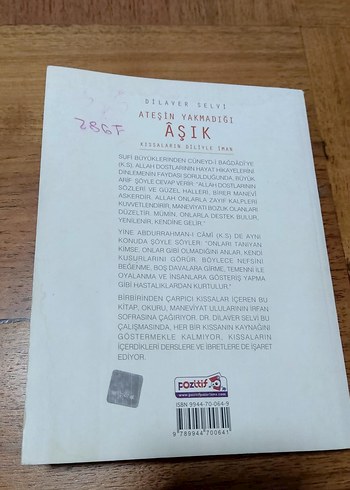 DİLAVER SELVİ
ATEŞİN YAKMADIĞI
ÂŞIK
KISSALARIN DİLİYLE İMAN
286F
SUFİ BÜYÜKLERİNDEN CÜNEYD-İ BAĞDADİ'YE
(K.S), ALLAH DOSTLARININ HAYAT HİKAYELERİNİ
DİNLEMENİN FAYDASI SORULDUĞUNDA, BÜYÜK
ARİF ŞÖYLE CEVAP VERİR: "ALLAH DOSTLARININ
SÖZLERİ VE GÜZEL HALLERİ, BİRER MANEVİ
ASKERDİR. ALLAH ONLARLA ZAYIF KALPLERİ
KUVVETLENDİRİR, MANEVİYATI BOZUK OLANLARI
DÜZELTİR. MÜMİN, ONLARLA DESTEK BULUR,
YENİLENİR, KENDİNE GELİR."
YİNE ABDURRAHMAN-I CAMİ (K.S) DE AYNI
KONUDA ŞÖYLE SÖYLER: "ONLARI TANIYAN
KİMSE, ONLAR GİBİ OLMADIĞINI ANLAR, KENDİ
KUSURLARINI GÖRÜR. BÖYLECE NEFSİNİ
BEĞENME, BOŞ DAVALARA GİRME, TEMENNİ İLE
OYALANMA VE İNSANLARA GÖSTERİŞ YAPMA
GİBİ HASTALIKLARDAN KURTULUR."
BİRBİRİNDEN ÇARPICI KISSALAR İÇEREN BU
KİTAP, OKURU, MANEVİYAT ULULARININ İRFAN
SOFRASINA ÇAĞIRIYOR. DR. DİLAVER SELVİ BU
ÇALIŞMASINDA, HER BİR KISSANIN KAYNAĞINI
GÖSTERMEKLE KALMIYOR, KISSALARIN
İÇERDİKLERİ DERSLERE VE İBRETLERE DE İŞARET
EDİYOR.
pozitif
ISBN 9944-70-064-9
9 789944 700641